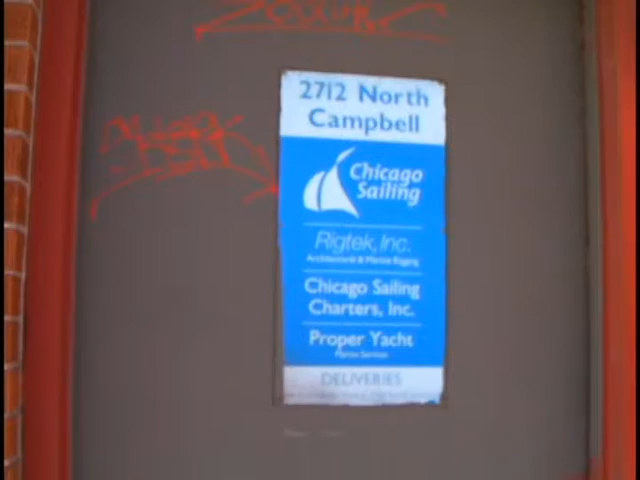 2712 North
Campbell
Chicago
Sailing
Rigtek, Inc.
Architectural & Marine Rigging
Chicago Sailing
Charters, Inc.
Proper Yacht
Marine Services
DELIVERIES